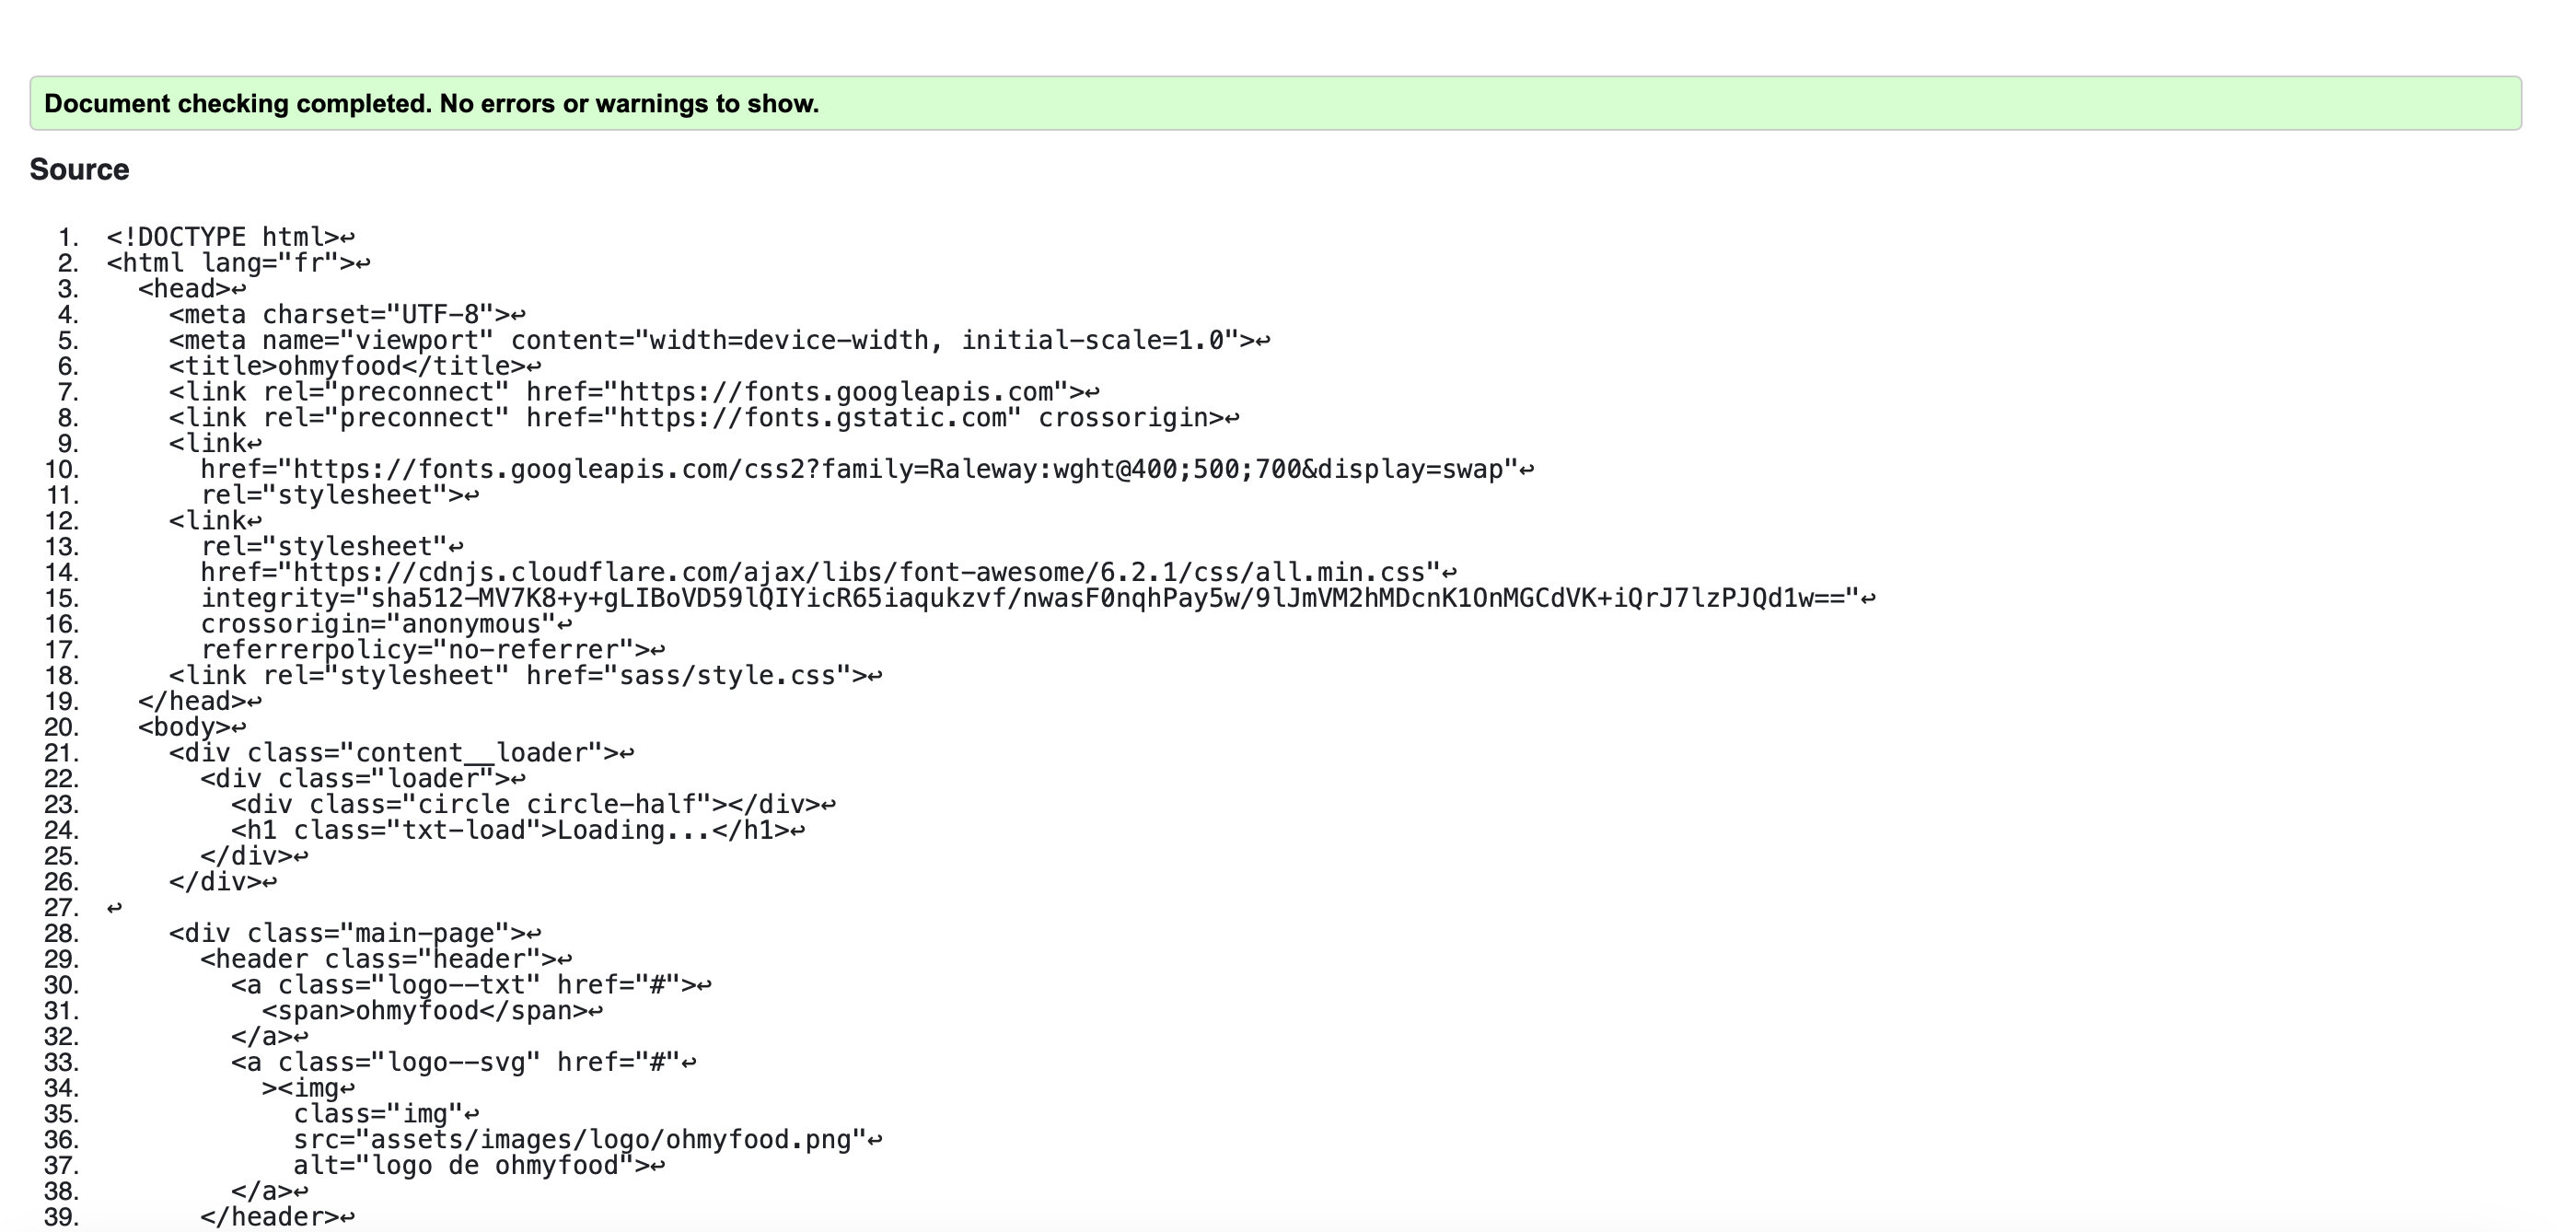 Document checking completed. No errors or warnings to show.
Source
1. <!DOCTYPE html>↩
2. <html lang="fr">↩
3.   <head>↩
4.     <meta charset="UTF-8">↩
5.     <meta name="viewport" content="width=device-width, initial-scale=1.0">↩
6.     <title>ohmyfood</title>↩
7.     <link rel="preconnect" href="https://fonts.googleapis.com">↩
8.     <link rel="preconnect" href="https://fonts.gstatic.com" crossorigin>↩
9.     <link↩
10.       href="https://fonts.googleapis.com/css2?family=Raleway:wght@400;500;700&display=swap"↩
11.       rel="stylesheet">↩
12.     <link↩
13.       rel="stylesheet"↩
14.       href="https://cdnjs.cloudflare.com/ajax/libs/font-awesome/6.2.1/css/all.min.css"↩
15.       integrity="sha512-MV7K8+y+gLIBoVD59lQIYicR65iaqukzvf/nwasF0nqhPay5w/9lJmVM2hMDcnK1OnMGCdVK+iQrJ7lzPJQd1w=="↩
16.       crossorigin="anonymous"↩
17.       referrerpolicy="no-referrer">↩
18.     <link rel="stylesheet" href="sass/style.css">↩
19.   </head>↩
20.   <body>↩
21.     <div class="content__loader">↩
22.       <div class="loader">↩
23.         <div class="circle circle-half"></div>↩
24.         <h1 class="txt-load">Loading...</h1>↩
25.       </div>↩
26.     </div>↩
27. ↩
28.     <div class="main-page">↩
29.       <header class="header">↩
30.         <a class="logo--txt" href="#">↩
31.           <span>ohmyfood</span>↩
32.         </a>↩
33.         <a class="logo--svg" href="#"↩
34.           ><img↩
35.             class="img"↩
36.             src="assets/images/logo/ohmyfood.png"↩
37.             alt="logo de ohmyfood">↩
38.         </a>↩
39.       </header>↩